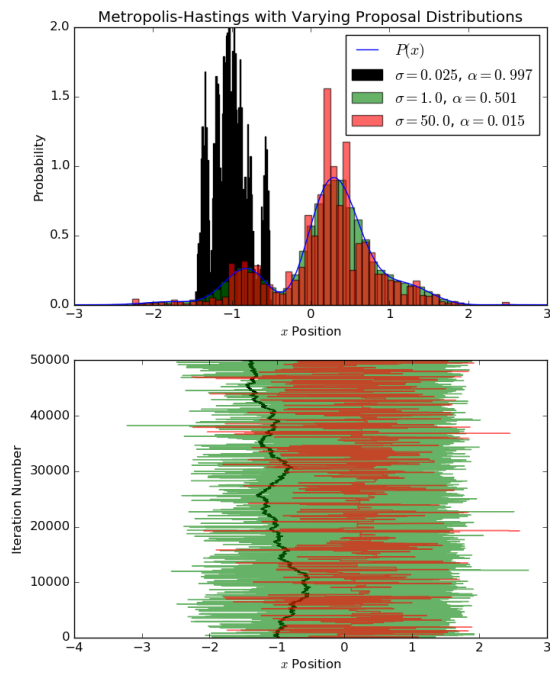 Metropolis-Hastings with Varying Proposal Distributions
2.0
P(x)
σ=0.025, α=0.997
σ=1.0, α=0.501
σ=50.0, α=0.015
1.5
1.0
0.5
0.0
Probability
−3 −2 −1 0 1 2 3
x Position
50000
40000
30000
20000
10000
0
Iteration Number
−4 −3 −2 −1 0 1 2 3
x Position